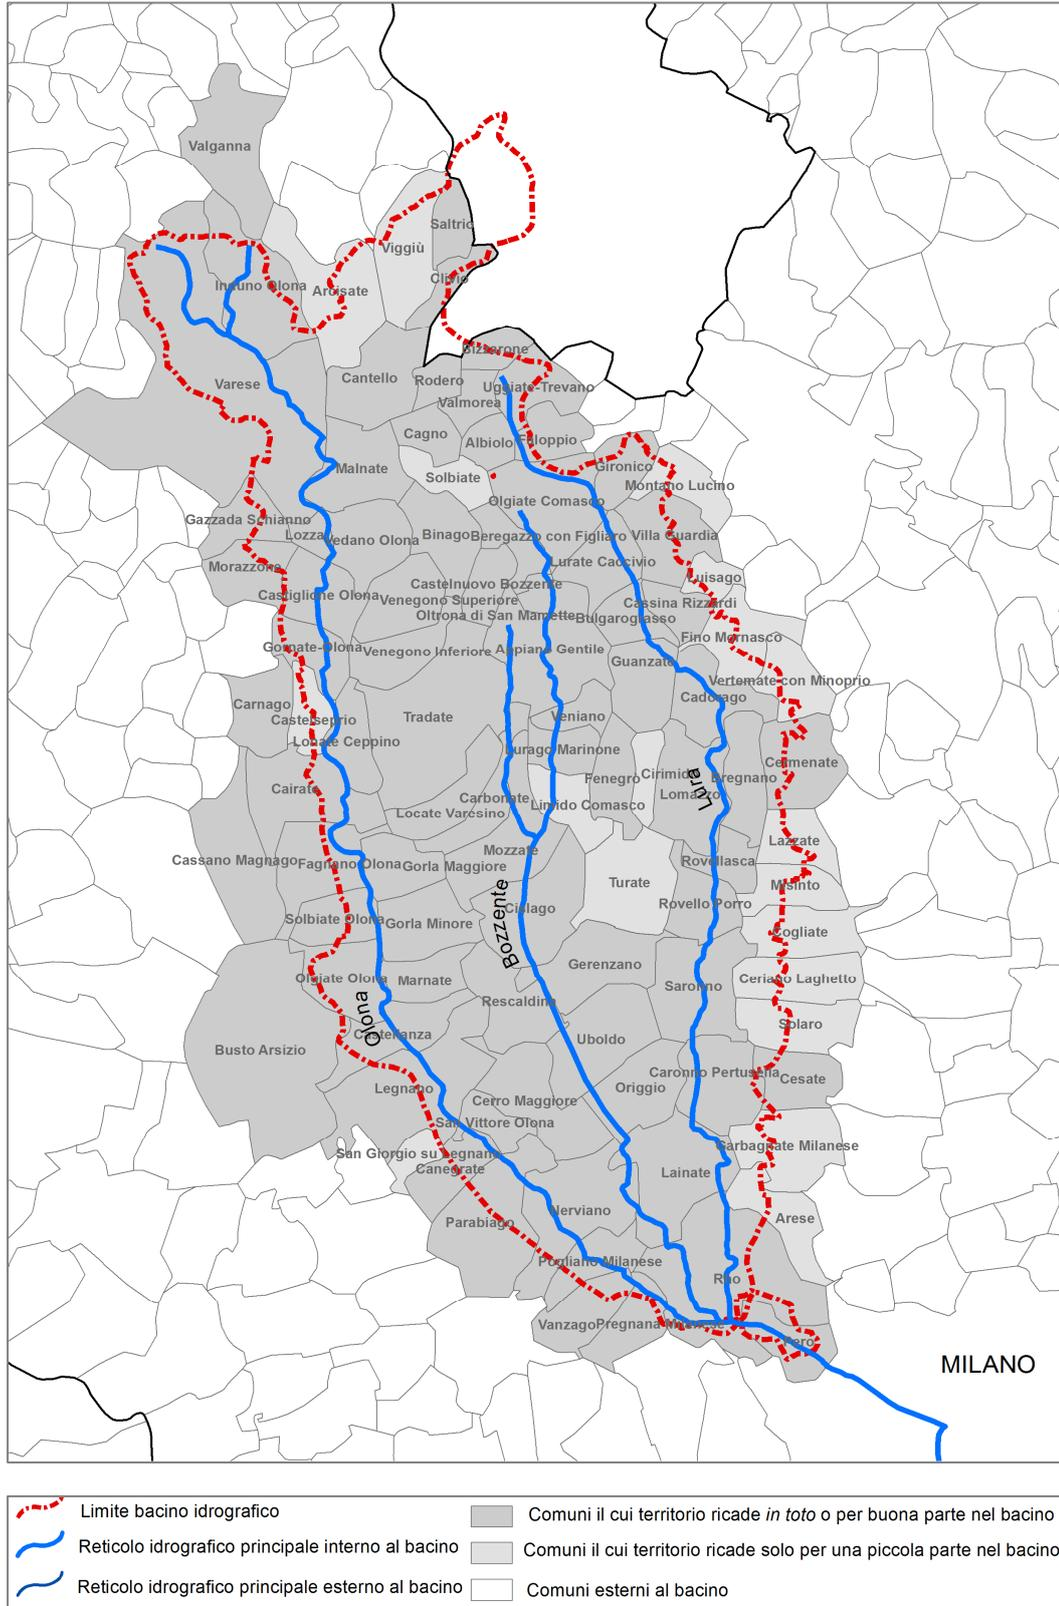 Valganna
Saltrio
Viggiù
Clivio
Induno Olona
Arcisate
Bizzarone
Cantello
Rodero
Varese
Uggiate-Trevano
Valmorea
Cagno
Albiolo
Faloppio
Malnate
Solbiate
Gironico
Montano Lucino
Olgiate Comasco
Gazzada Schianno
Lozza
Vedano Olona
Binago
Beregazzo con Figliaro
Villa Guardia
Morazzone
Lurate Caccivio
Luisago
Castelnuovo Bozzente
Castiglione Olona
Venegono Superiore
Cassina Rizzardi
Oltrona di San Mamette
Bulgarograsso
Fino Mornasco
Gornate-Olona
Venegono Inferiore
Appiano Gentile
Guanzate
Vertemate con Minoprio
Cadorago
Carnago
Castelseprio
Tradate
Veniano
Lonate Ceppino
Lurago Marinone
Cermenate
Fenegrò
Cirimido
Bregnano
Lura
Cairate
Carbonate
Limido Comasco
Lomazzo
Locate Varesino
Lazzate
Mozzate
Cassano Magnago
Fagnano Olona
Gorla Maggiore
Rovellasca
Turate
Misinto
Bozzente
Cislago
Rovello Porro
Solbiate Olona
Gorla Minore
Cogliate
Gerenzano
Olgiate Olona
Marnate
Saronno
Ceriano Laghetto
Rescaldina
Olona
Castellanza
Solaro
Busto Arsizio
Uboldo
Caronno Pertusella
Cesate
Legnano
Origgio
Cerro Maggiore
San Vittore Olona
Garbagnate Milanese
San Giorgio su Legnano
Canegrate
Lainate
Nerviano
Arese
Parabiago
Pogliano Milanese
Rho
Vanzago
Pregnana Milanese
Pero
MILANO
Limite bacino idrografico
Reticolo idrografico principale interno al bacino
Reticolo idrografico principale esterno al bacino
Comuni il cui territorio ricade in toto o per buona parte nel bacino
Comuni il cui territorio ricade solo per una piccola parte nel bacino
Comuni esterni al bacino